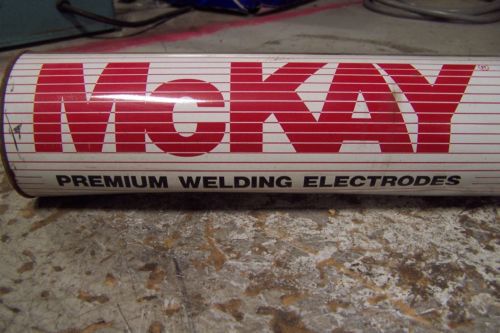 McKAY
PREMIUM WELDING ELECTRODES